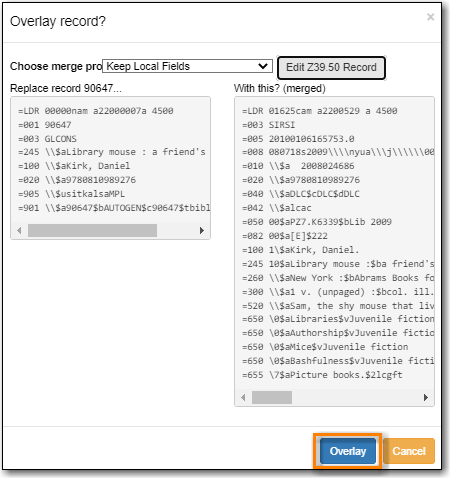 Overlay record?
×
Choose merge pro Keep Local Fields Edit Z39.50 Record
Replace record 90647...
=LDR 00000nam a22000007a 4500
=001 90647
=003 GLCONS
=245 \\$aLibrary mouse : a friend's
=100 \\$aKirk, Daniel
=020 \\$a9780810989276
=905 \\$usitkalsaMPL
=901 \\$a90647$bAUTOGEN$c90647$tbibl
With this? (merged)
=LDR 01625cam a2200529 a 4500
=003 SIRSI
=005 20100106165753.0
=008 080718s2009\\\\nyua\\\j\\\\\\00
=010 \\$a  2008024686
=020 \\$a9780810989276
=040 \\$aDLC$cDLC$dDLC
=042 \\$alcac
=050 00$aPZ7.K6339$bLib 2009
=082 00$a[E]$222
=100 1\$aKirk, Daniel.
=245 10$aLibrary mouse :$ba friend's
=260 \\$aNew York :$bAbrams Books fo
=300 \\$a1 v. (unpaged) :$bcol. ill.
=520 \\$aSam, the shy mouse that liv
=650 \0$aLibraries$vJuvenile fiction
=650 \0$aAuthorship$vJuvenile fictio
=650 \0$aMice$vJuvenile fiction
=650 \0$aBashfulness$vJuvenile ficti
=655 \7$aPicture books.$2lcgft
Overlay Cancel